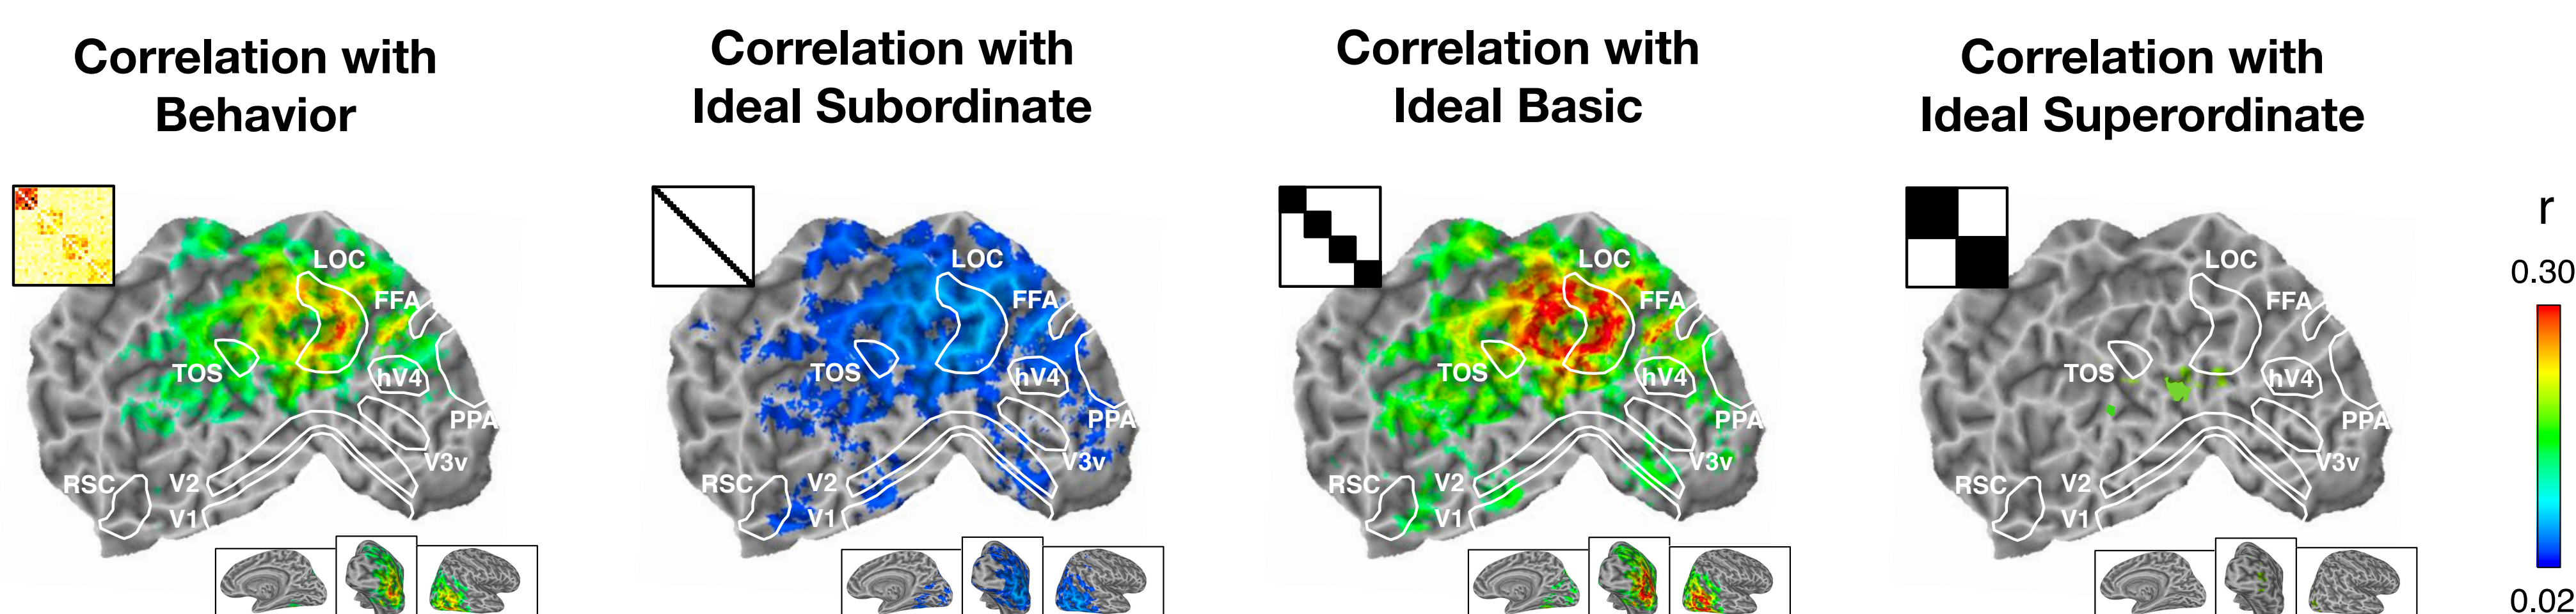 Correlation with
Behavior
Correlation with
Ideal Subordinate
Correlation with
Ideal Basic
Correlation with
Ideal Superordinate
LOC
FFA
TOS
hV4
PPA
V3v
RSC
V2
V1
LOC
FFA
TOS
hV4
PPA
V3v
RSC
V2
V1
LOC
FFA
TOS
hV4
PPA
V3v
RSC
V2
V1
LOC
FFA
TOS
hV4
PPA
V3v
RSC
V2
V1
r
0.30
0.02